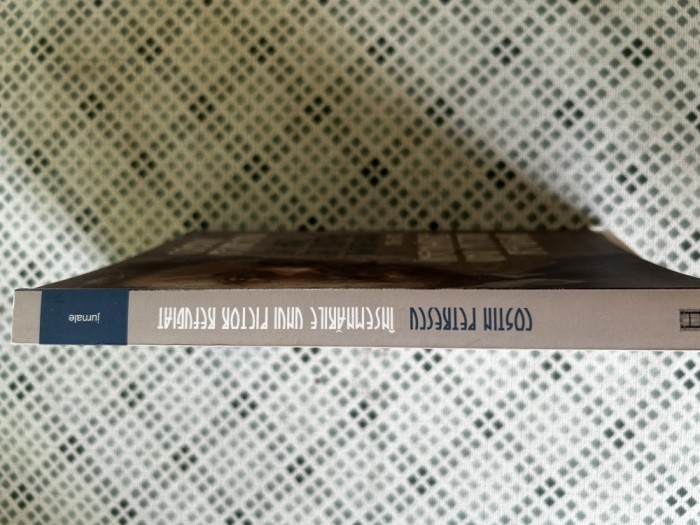 COSTIN PETRESCU ÎNSEMNĂRILE UNUI PICTOR REFUGIAT
jurnale